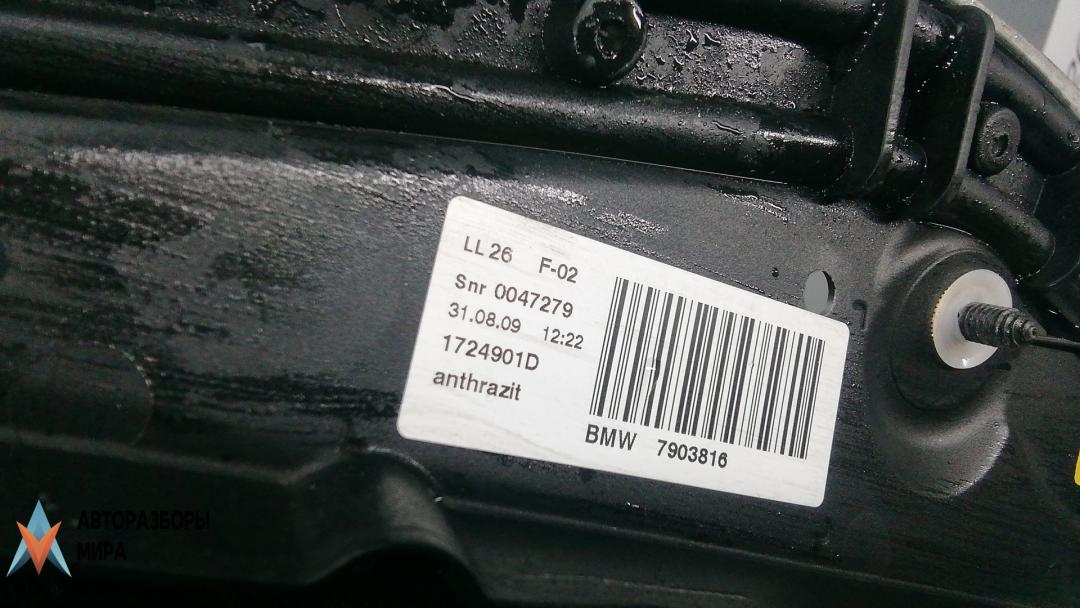 LL 26 F-02
Snr 0047279
31.08.09 12:22
1724901D
anthrazit
BMW 7903816
АВТОРАЗБОРЫ
МИРА